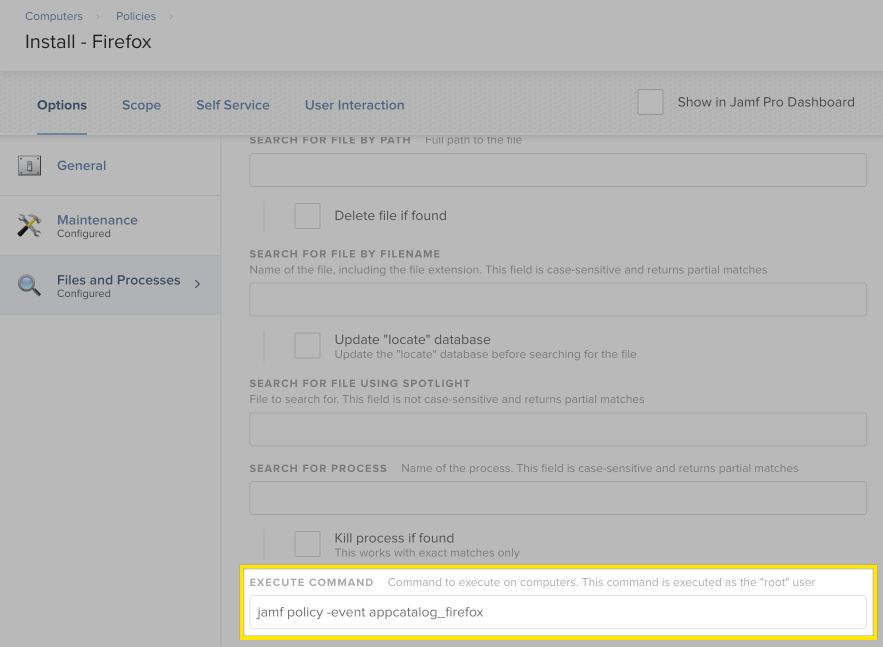 Computers > Policies >
Install - Firefox
Options Scope Self Service User Interaction Show in Jamf Pro Dashboard
General
Maintenance
Configured
Files and Processes >
Configured
SEARCH FOR FILE BY PATH Full path to the file
Delete file if found
SEARCH FOR FILE BY FILENAME
Name of the file, including the file extension. This field is case-sensitive and returns partial matches
Update "locate" database
Update the "locate" database before searching for the file
SEARCH FOR FILE USING SPOTLIGHT
File to search for. This field is not case-sensitive and returns partial matches
SEARCH FOR PROCESS Name of the process. This field is case-sensitive and returns partial matches
Kill process if found
This works with exact matches only
EXECUTE COMMAND Command to execute on computers. This command is executed as the "root" user
jamf policy -event appcatalog_firefox